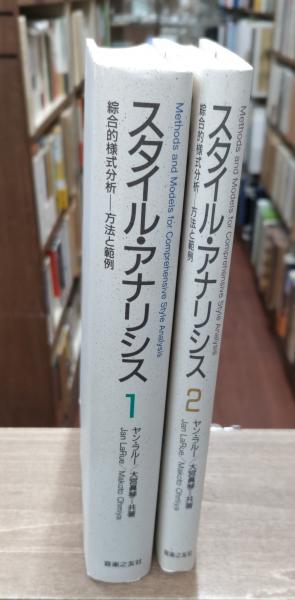 Methods and Models for Comprehensive Style Analysis
スタイル・アナリシス
綜合的様式分析—方法と範例
1
ヤン・ラルー/大宮眞琴—共著
Jan LaRue/Makoto Ohmiya
音楽之友社
Methods and Models for Comprehensive Style Analysis
スタイル・アナリシス
綜合的様式分析—方法と範例
2
ヤン・ラルー/大宮眞琴—共著
Jan LaRue/Makoto Ohmiya
音楽之友社